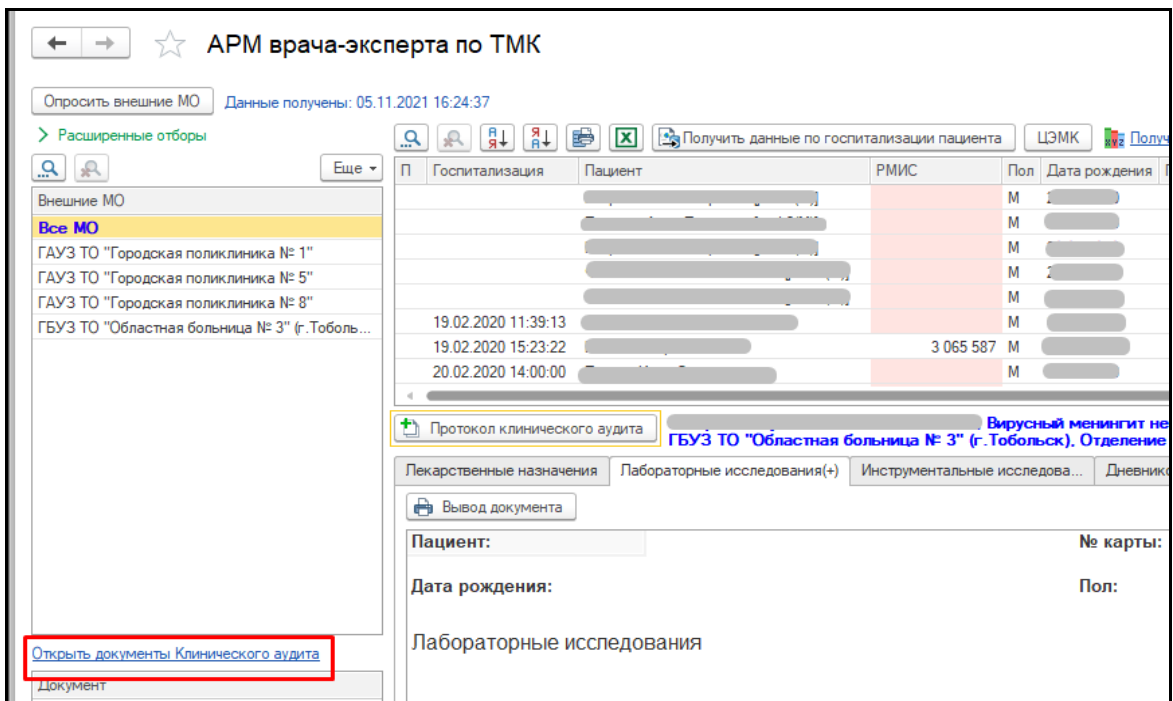 АРМ врача-эксперта по ТМК
Опросить внешние МО Данные получены: 05.11.2021 16:24:37
Расширенные отборы
Получить данные по госпитализации пациента ЦЭМК
Еще
П Госпитализация Пациент РМИС Пол Дата рождения
Внешние МО
Все МО
ГАУЗ ТО "Городская поликлиника № 1"
ГАУЗ ТО "Городская поликлиника № 5"
ГАУЗ ТО "Городская поликлиника № 8"
ГБУЗ ТО "Областная больница № 3" (г.Тоболь...
М
М
М
М
М
19.02.2020 11:39:13 М
19.02.2020 15:23:22 3 065 587 М
20.02.2020 14:00:00 М
Протокол клинического аудита
Вирусный менингит не
ГБУЗ ТО "Областная больница № 3" (г.Тобольск), Отделение
Лекарственные назначения Лабораторные исследования(+) Инструментальные исследова... Дневник
Вывод документа
Пациент: № карты:
Дата рождения: Пол:
Лабораторные исследования
Открыть документы Клинического аудита
Документ